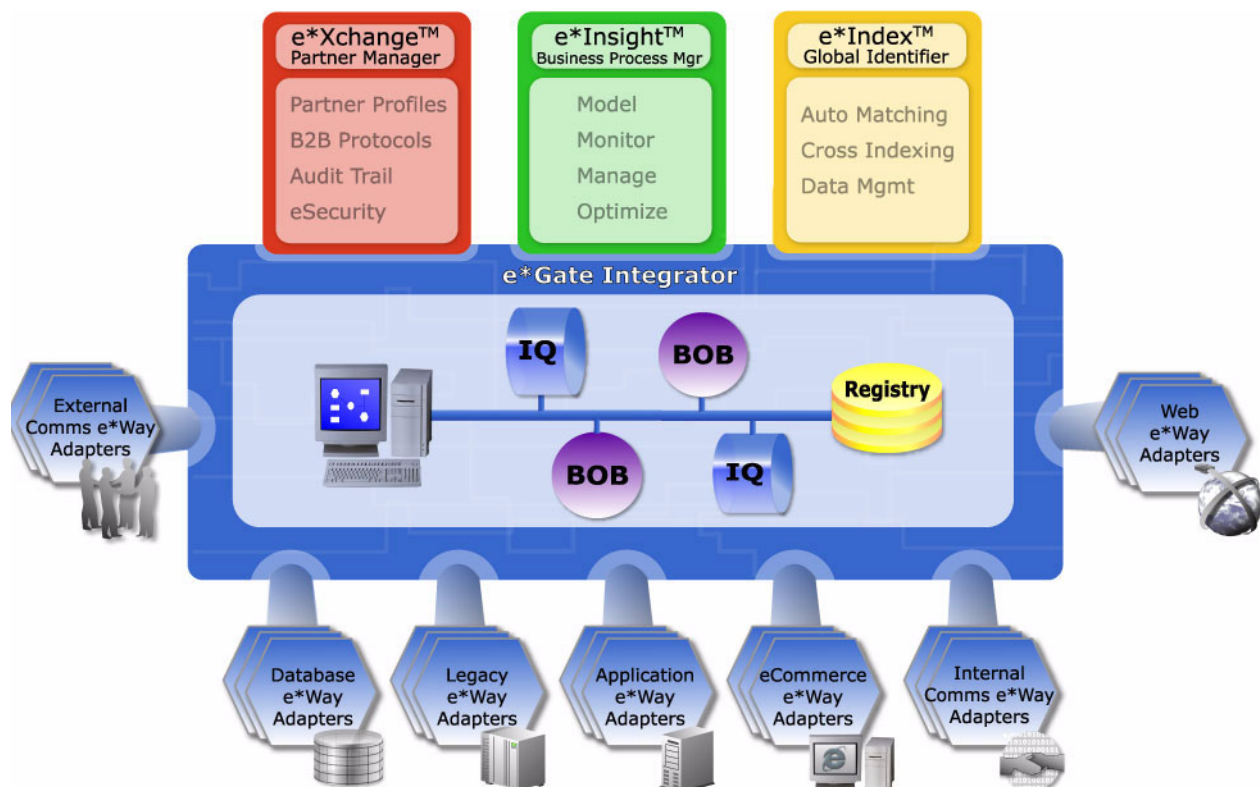 e*Xchange™
Partner Manager
Partner Profiles
B2B Protocols
Audit Trail
eSecurity
e*Insight™
Business Process Mgr
Model
Monitor
Manage
Optimize
e*Index™
Global Identifier
Auto Matching
Cross Indexing
Data Mgmt
e*Gate Integrator
IQ
BOB
Registry
BOB
IQ
External
Comms e*Way
Adapters
Web
e*Way
Adapters
Database
e*Way
Adapters
Legacy
e*Way
Adapters
Application
e*Way
Adapters
eCommerce
e*Way
Adapters
Internal
Comms e*Way
Adapters